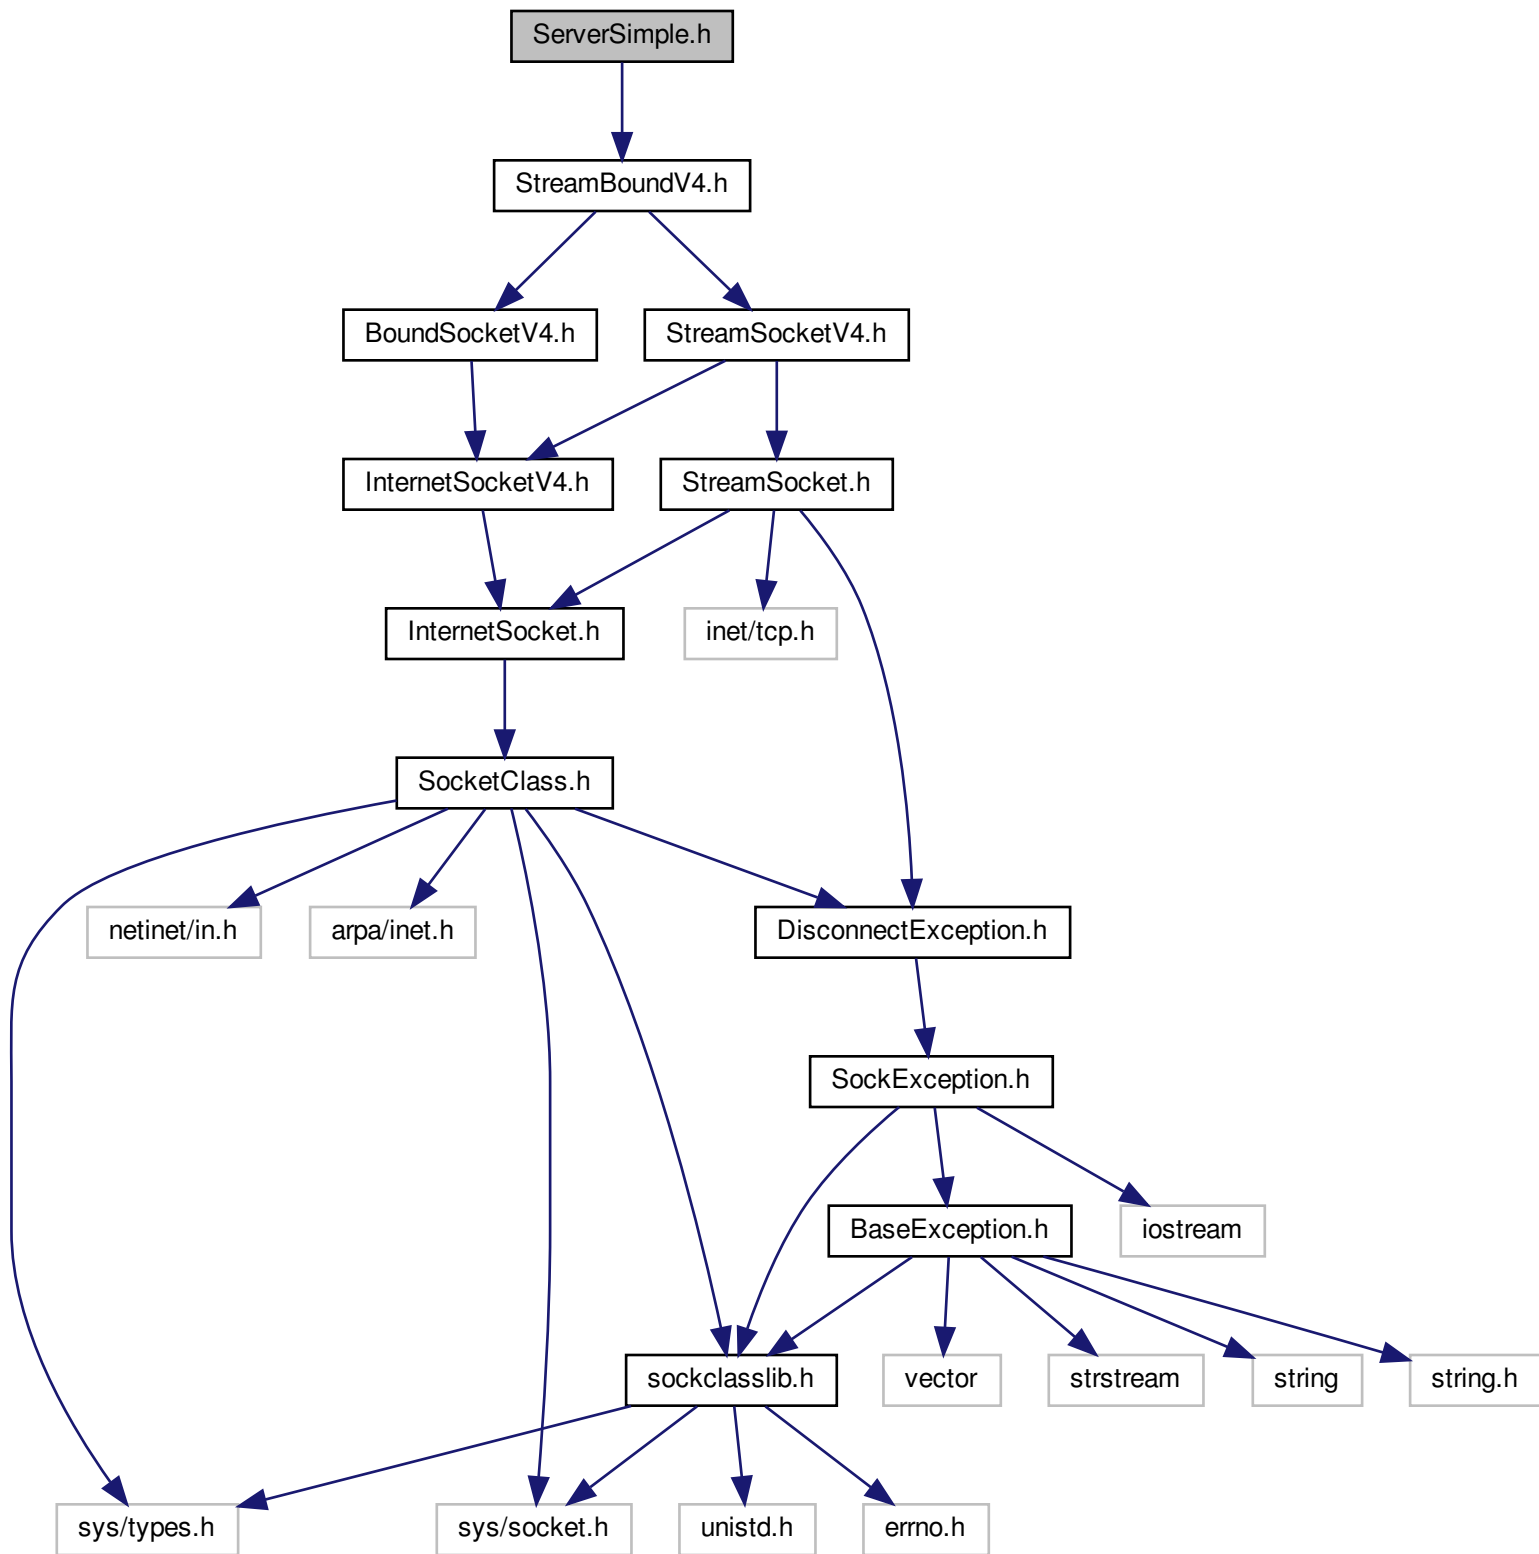 ServerSimple.h
StreamBoundV4.h
BoundSocketV4.h
StreamSocketV4.h
InternetSocketV4.h
StreamSocket.h
InternetSocket.h
inet/tcp.h
SocketClass.h
netinet/in.h
arpa/inet.h
DisconnectException.h
SockException.h
BaseException.h
iostream
sockclasslib.h
vector
strstream
string
string.h
sys/types.h
sys/socket.h
unistd.h
errno.h